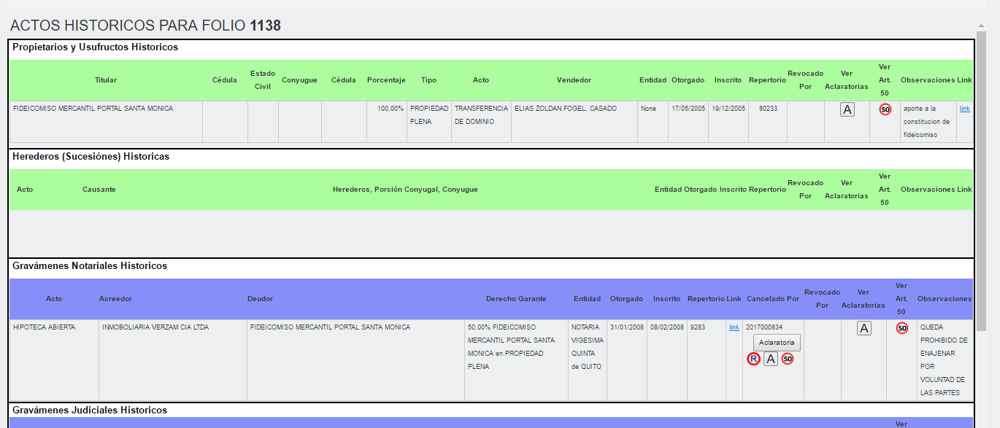 ACTOS HISTORICOS PARA FOLIO 1138
Propietarios y Usufructos Historicos
Titular Cédula Estado Civil Conyugue Cédula Porcentaje Tipo Acto Vendedor Entidad Otorgado Inscrito Repertorio Revocado Por Ver Aclaratorias Ver Art. 50 Observaciones Link
FIDEICOMISO MERCANTIL PORTAL SANTA MONICA 100,00% PROPIEDAD PLENA TRANSFERENCIA DE DOMINIO ELIAS ZOLDAN FOGEL, CASADO None 17/05/2005 19/12/2005 80233 A 50 aporte a la constitucion de fideicomiso link
Herederos (Sucesiónes) Historicas
Acto Causante Herederos, Porción Conyugal, Conyugue Entidad Otorgado Inscrito Repertorio Revocado Por Ver Aclaratorias Ver Art. 50 Observaciones Link
Gravámenes Notariales Historicos
Acto Acreedor Deudor Derecho Garante Entidad Otorgado Inscrito Repertorio Link Cancelado Por Revocado Por Ver Aclaratorias Ver Art. 50 Observaciones
HIPOTECA ABIERTA INMOBOLIARIA VERZAM CIA LTDA FIDEICOMISO MERCANTIL PORTAL SANTA MONICA 50.00% FIDEICOMISO MERCANTIL PORTAL SANTA MONICA en PROPIEDAD PLENA NOTARIA VIGESIMA QUINTA de QUITO 31/01/2008 08/02/2008 9283 link 2017000834 Aclaratoria R A 50 A 50 QUEDA PROHIBIDO DE ENAJENAR POR VOLUNTAD DE LAS PARTES
Gravámenes Judiciales Historicos
Ver